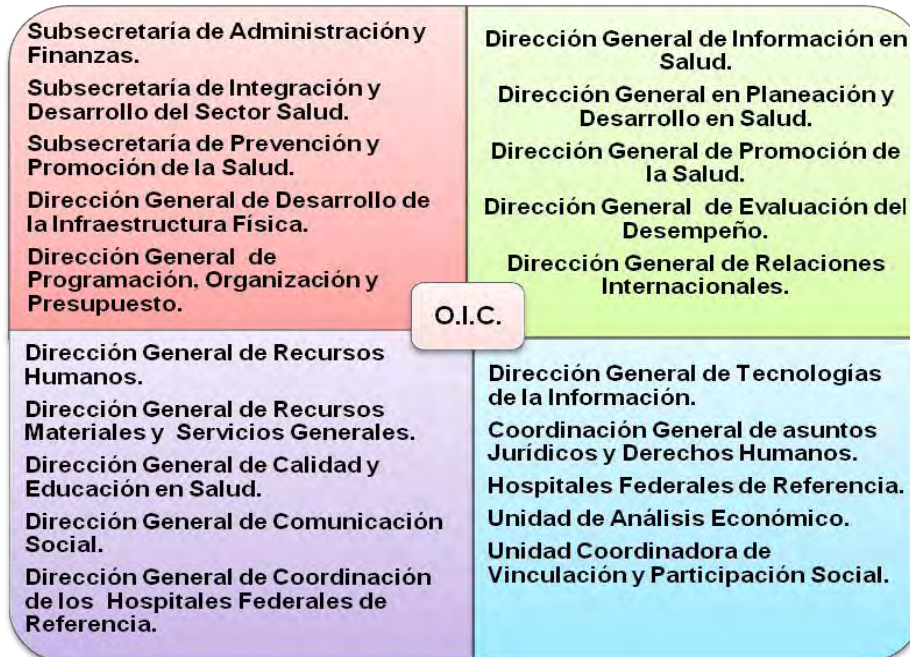 Subsecretaría de Administración y
Finanzas.
Subsecretaría de Integración y
Desarrollo del Sector Salud.
Subsecretaría de Prevención y
Promoción de la Salud.
Dirección General de Desarrollo de
la Infraestructura Física.
Dirección General de
Programación, Organización y
Presupuesto.
Dirección General de Información en
Salud.
Dirección General en Planeación y
Desarrollo en Salud.
Dirección General de Promoción de
la Salud.
Dirección General de Evaluación del
Desempeño.
Dirección General de Relaciones
Internacionales.
O.I.C.
Dirección General de Recursos
Humanos.
Dirección General de Recursos
Materiales y Servicios Generales.
Dirección General de Calidad y
Educación en Salud.
Dirección General de Comunicación
Social.
Dirección General de Coordinación
de los Hospitales Federales de
Referencia.
Dirección General de Tecnologías
de la Información.
Coordinación General de asuntos
Jurídicos y Derechos Humanos.
Hospitales Federales de Referencia.
Unidad de Análisis Económico.
Unidad Coordinadora de
Vinculación y Participación Social.